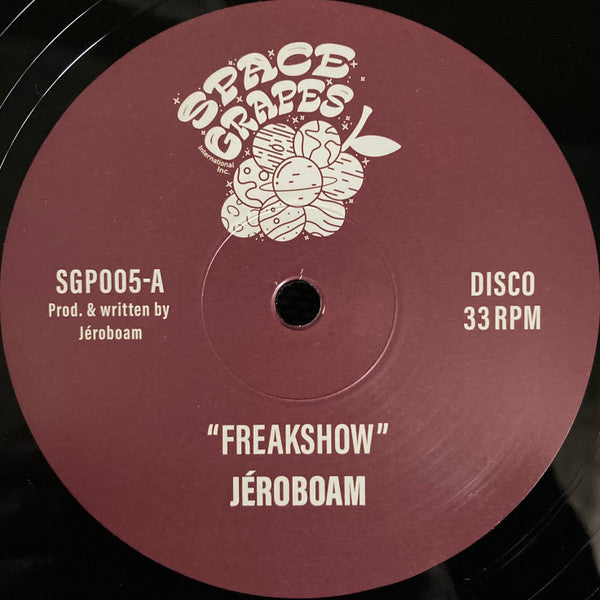 SPACE
GRAPES
International
Inc.
SGP005-A
Prod. & written by
Jéroboam
DISCO
33 RPM
“FREAKSHOW”
JÉROBOAM